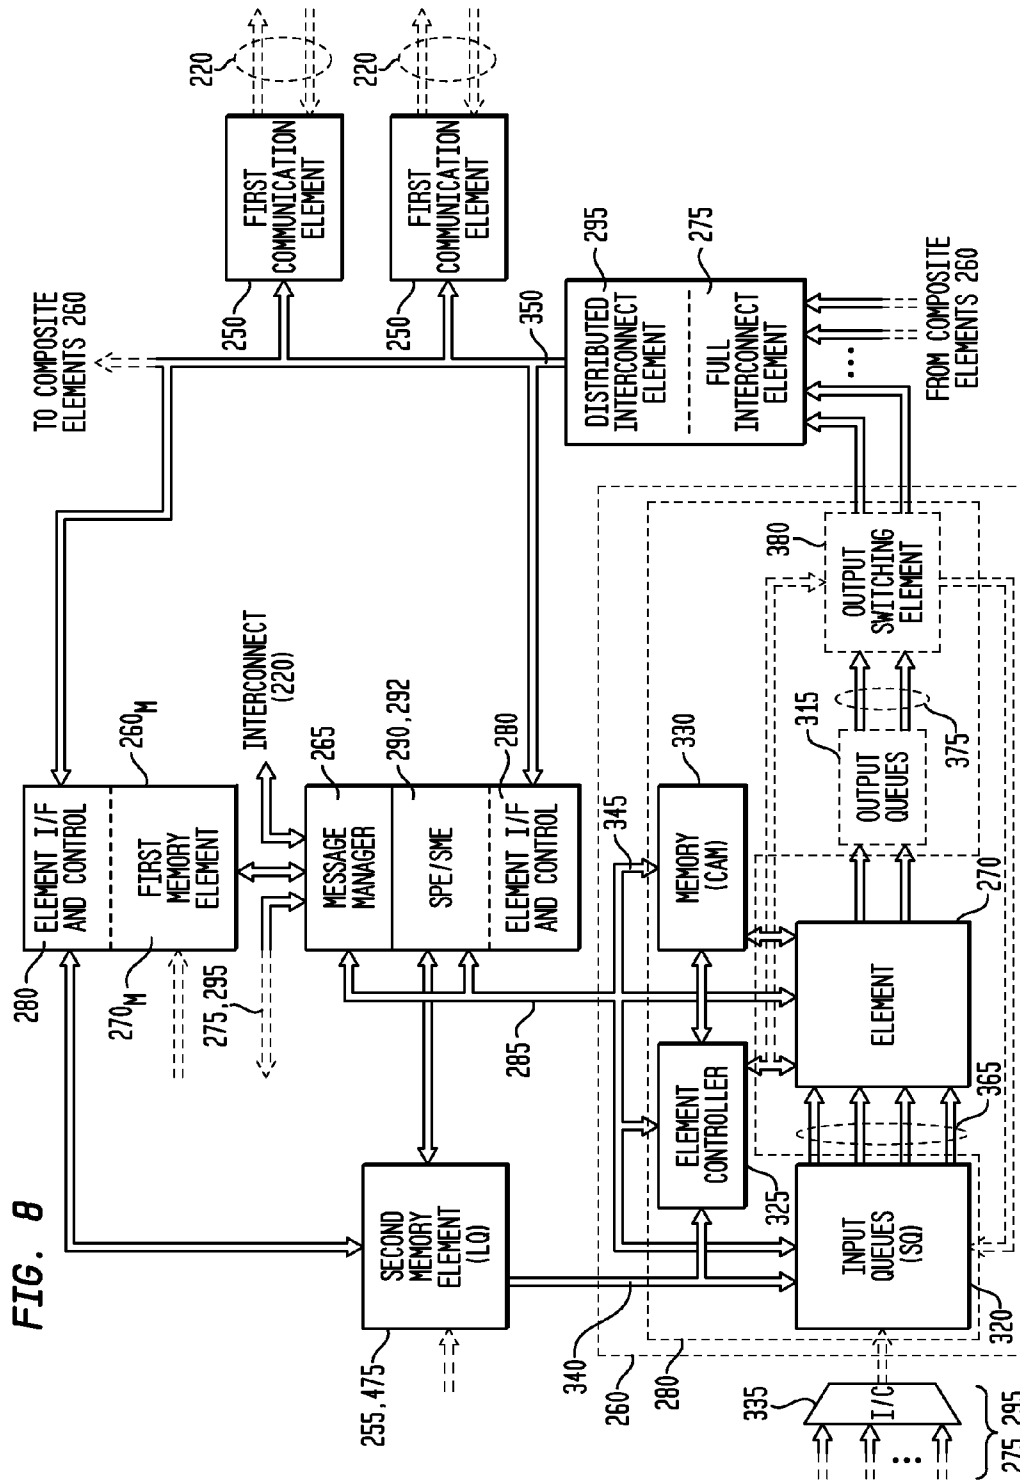 FIG. 8
TO COMPOSITE
ELEMENTS 260
220
220
FIRST
COMMUNICATION
ELEMENT
250
FIRST
COMMUNICATION
ELEMENT
250
350
DISTRIBUTED
INTERCONNECT
ELEMENT
295
FULL
INTERCONNECT
ELEMENT
275
FROM COMPOSITE
ELEMENTS 260
...
ELEMENT I/F
AND CONTROL
280
FIRST
MEMORY
ELEMENT
260M
270M
275,295
INTERCONNECT
(220)
MESSAGE
MANAGER
265
SPE/SME
290,292
ELEMENT I/F
AND CONTROL
280
285
SECOND
MEMORY
ELEMENT
(LQ)
255,475
340
345
MEMORY
(CAM)
330
ELEMENT
CONTROLLER
325
INPUT
QUEUES
(SQ)
320
365
ELEMENT
270
OUTPUT
QUEUES
315
375
OUTPUT
SWITCHING
ELEMENT
380
260
280
335
I/C
...
275,295